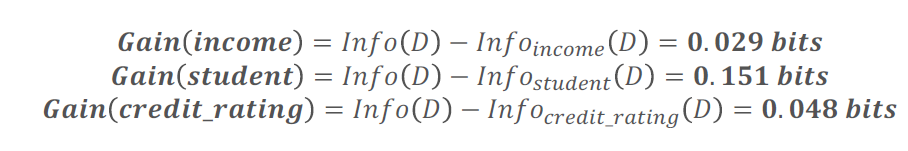 Gain(income) = Info(D) − Info_income(D) = 0.029 bits
Gain(student) = Info(D) − Info_student(D) = 0.151 bits
Gain(credit_rating) = Info(D) − Info_credit_rating(D) = 0.048 bits